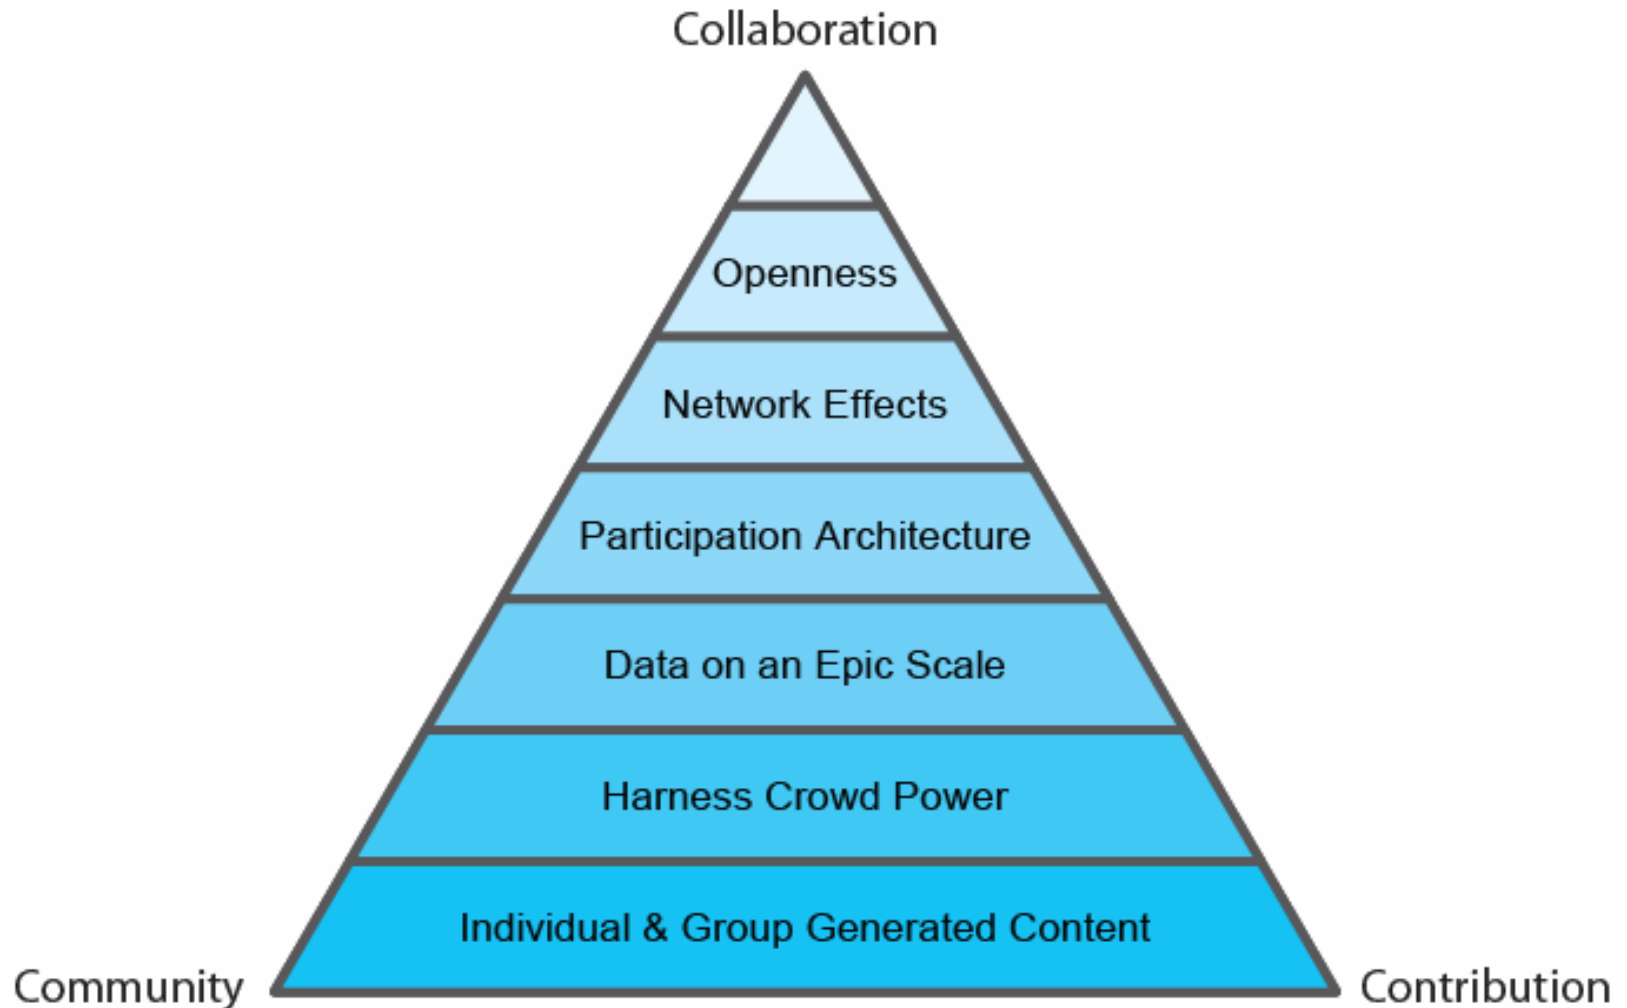 Collaboration
Openness
Network Effects
Participation Architecture
Data on an Epic Scale
Harness Crowd Power
Individual & Group Generated Content
Community
Contribution